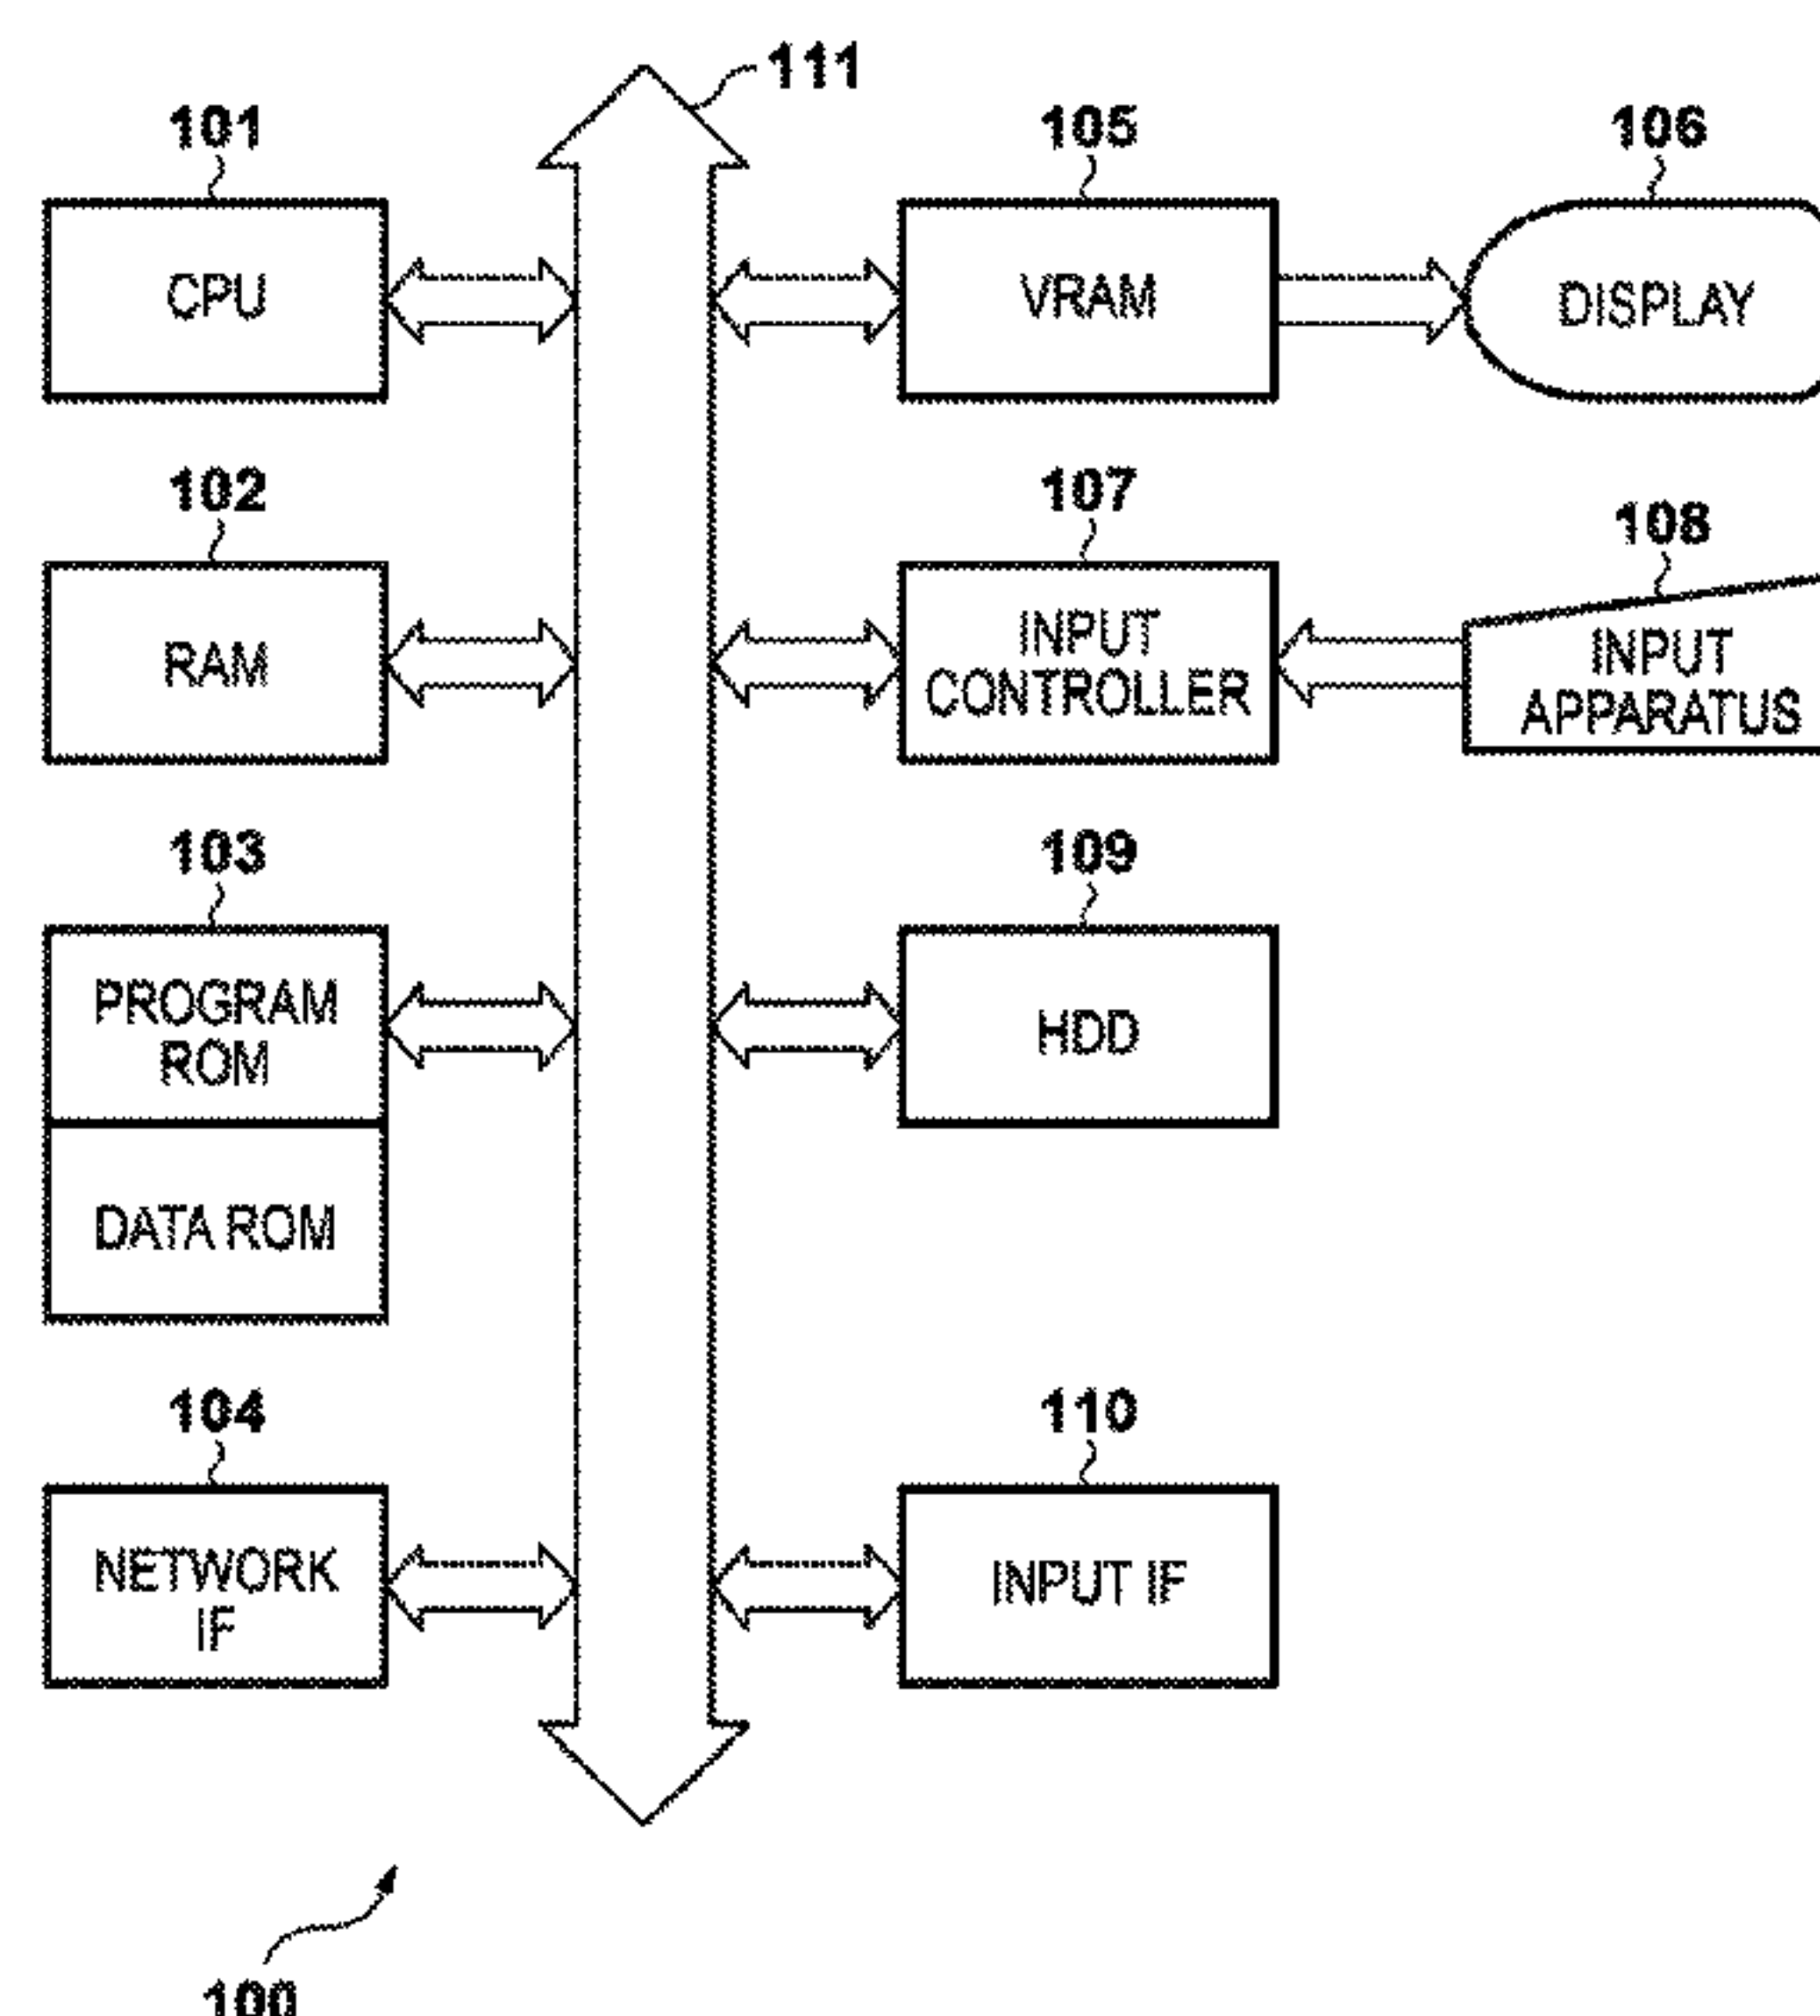 111
101
105
106
CPU
VRAM
DISPLAY
102
107
108
RAM
INPUT
CONTROLLER
INPUT
APPARATUS
103
109
PROGRAM
ROM
HDD
DATA ROM
104
110
NETWORK
IF
INPUT IF
100